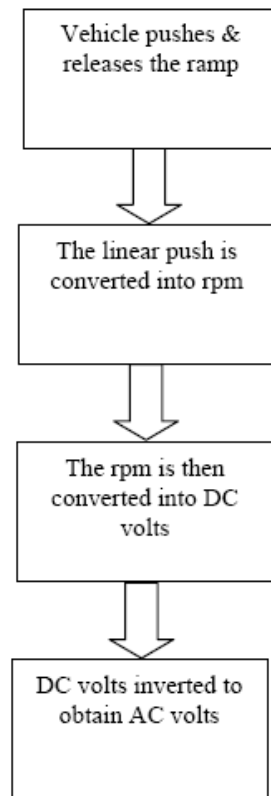 Vehicle pushes &
releases the ramp
The linear push is
converted into rpm
The rpm is then
converted into DC
volts
DC volts inverted to
obtain AC volts